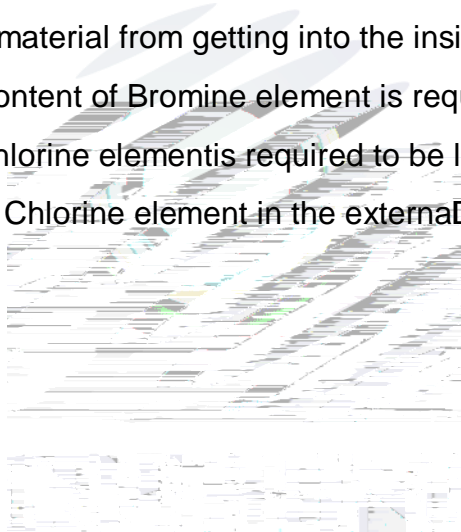 material from getting into the insi
ontent of Bromine element is requ
hlorine elementis required to be l
Chlorine element in the externaD